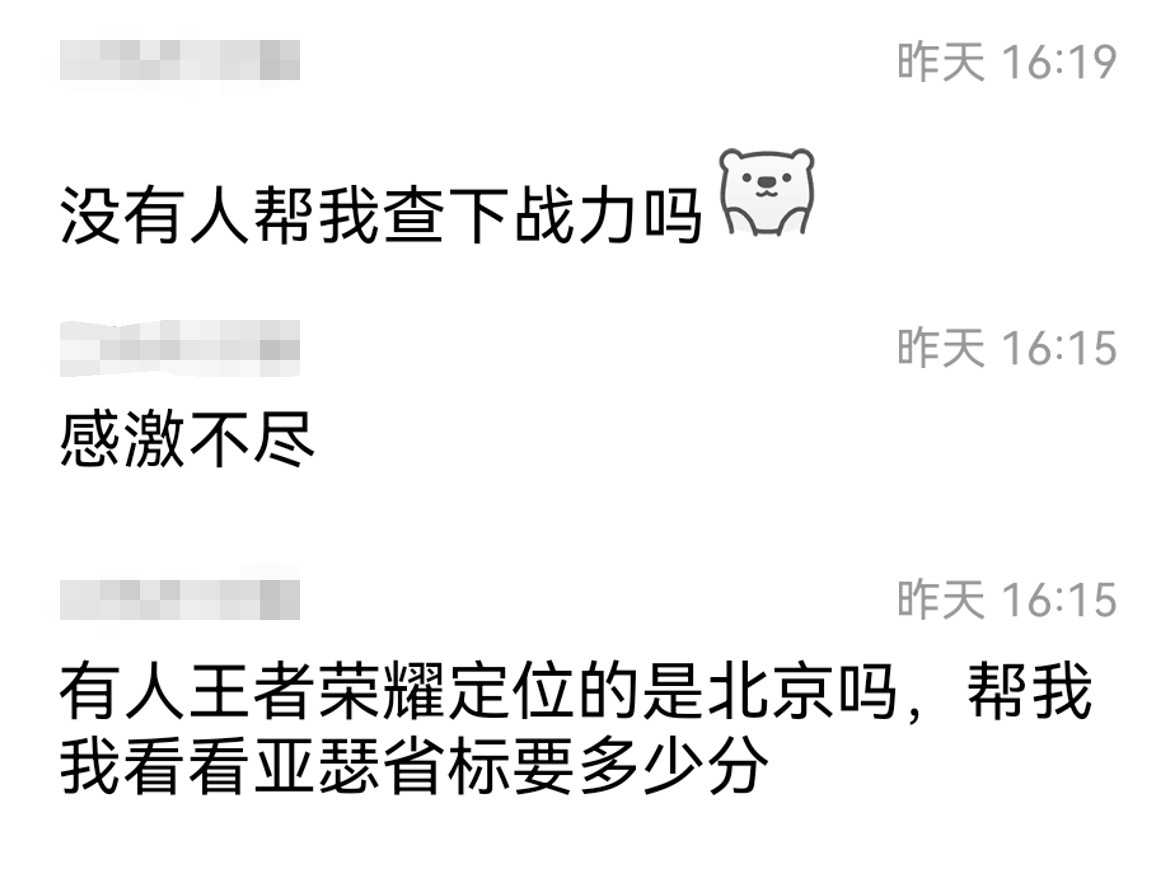 昨天 16:19
没有人帮我查下战力吗
昨天 16:15
感激不尽
昨天 16:15
有人王者荣耀定位的是北京吗，帮我
我看看亚瑟省标要多少分